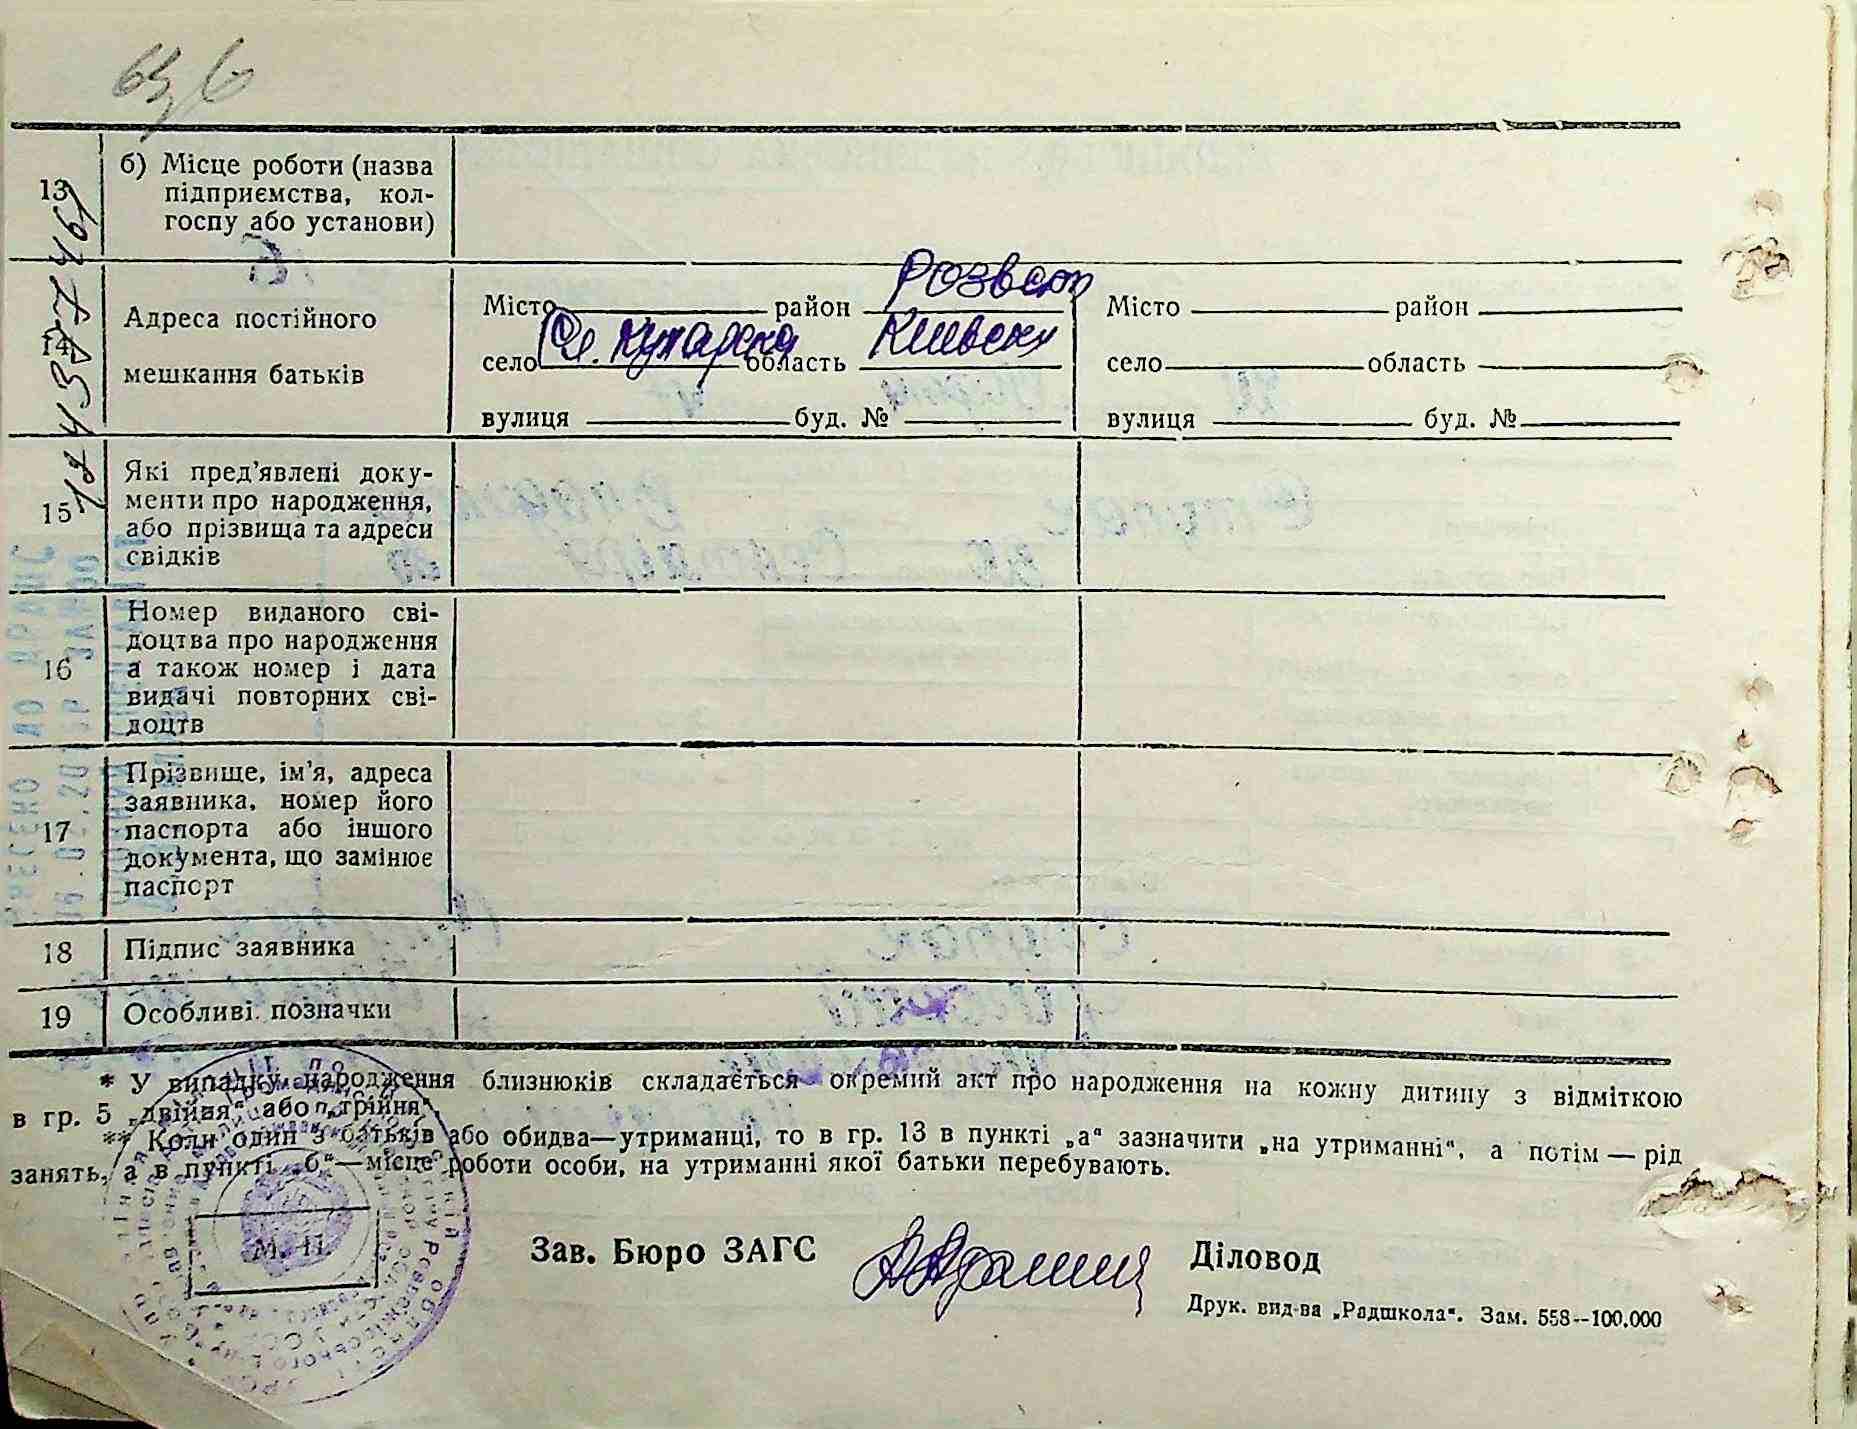 13
б) Місце роботи (назва
підприємства, кол-
госпу або установи)
14
Адреса постійного
мешкання батьків
Місто район Розваж
село Кухарська область Київськ
вулиця буд. №
Місто район
село область
вулиця буд. №
15
Які пред’явлені доку-
менти про народження,
або прізвища та адреси
свідків
16
Номер виданого сві-
доцтва про народження
а також номер і дата
видачі повторних сві-
доцтв
17
Прізвище, ім’я, адреса
заявника, номер його
паспорта або іншого
документа, що замінює
паспорт
18 Підпис заявника
19 Особливі позначки
* У випадку народження близнюків складається окремий акт про народження на кожну дитину з відміткою
в гр. 5 „двійня“ або „трійня“.
** Коли один з батьків або обидва—утриманці, то в гр. 13 в пункті „а“ зазначити „на утриманні“, а потім — рід
занять, а в пункті „б“—місце роботи особи, на утриманні якої батьки перебувають.
М. П.
Зав. Бюро ЗАГС
Діловод
Друк. вид-ва „Радшкола“. Зам. 558--100.000